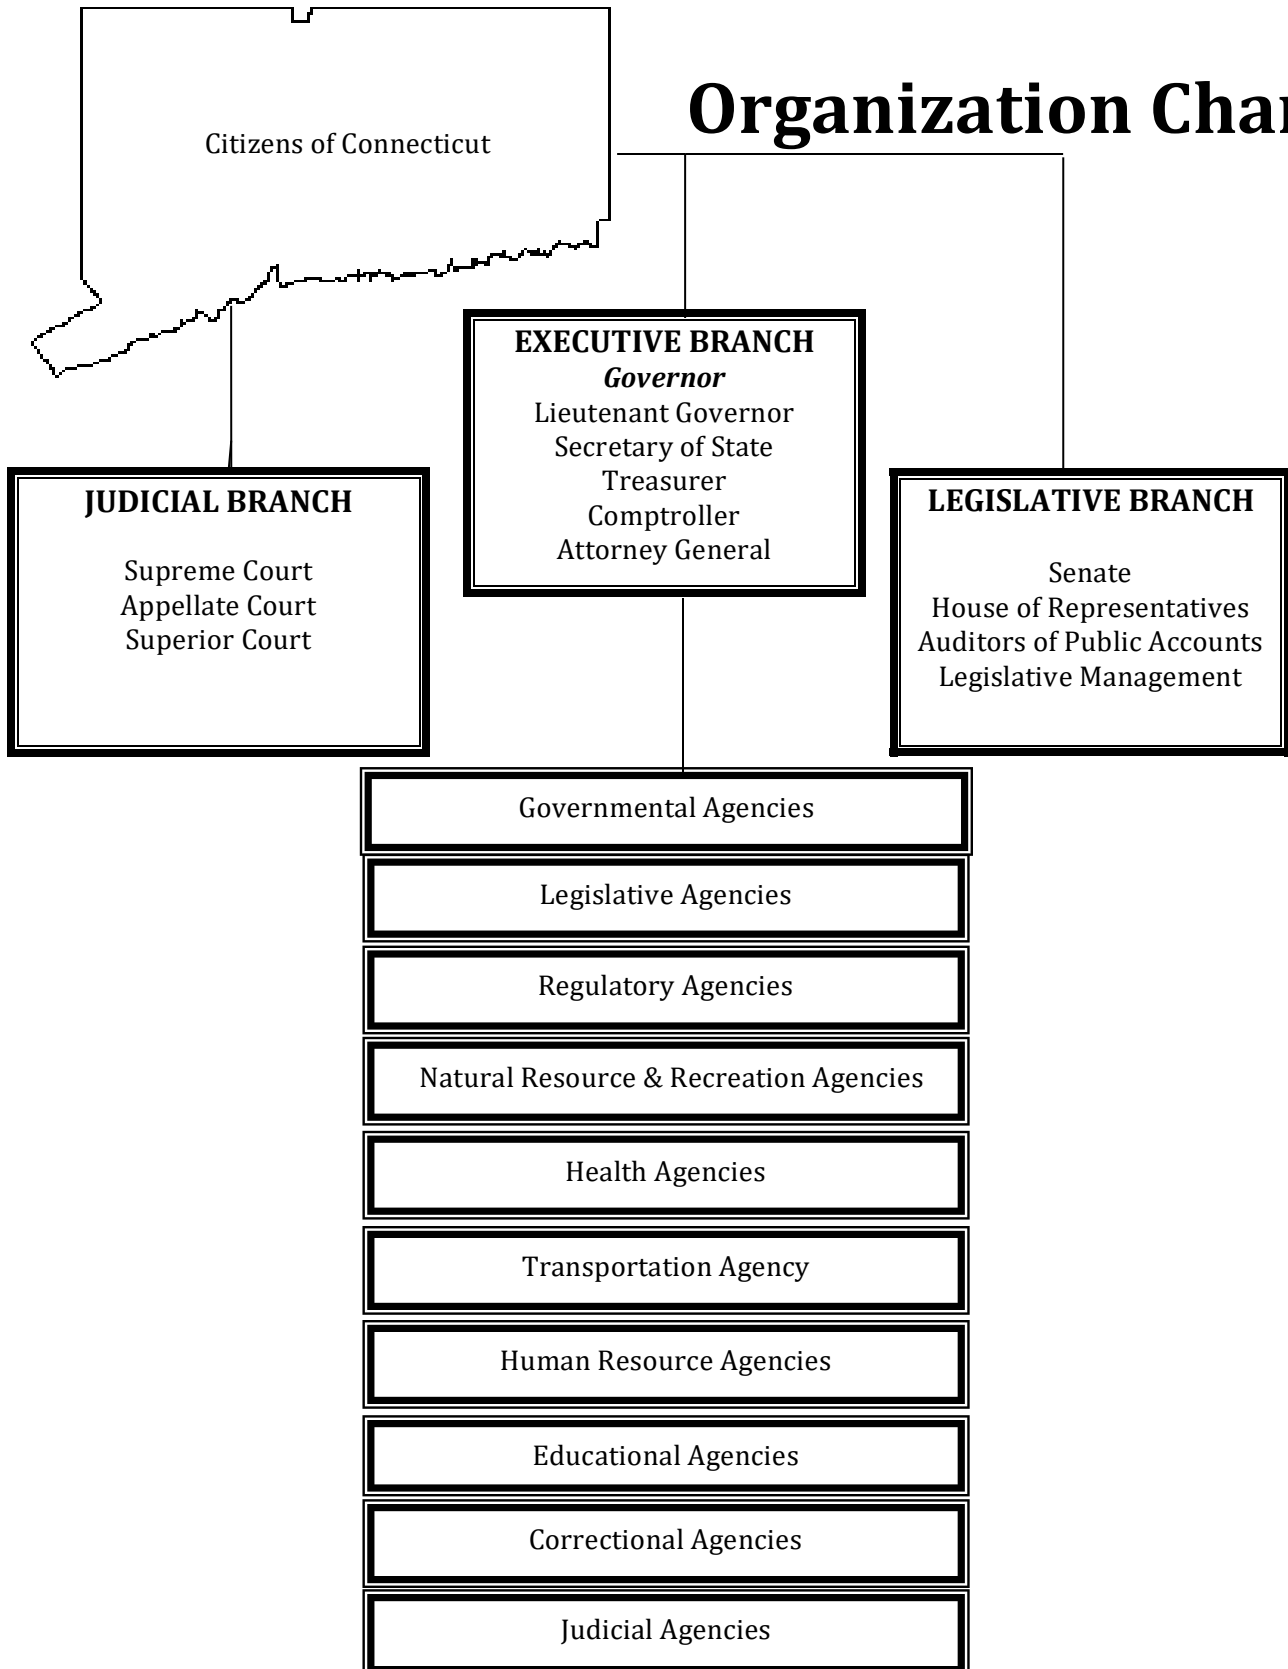 Organization Char
Citizens of Connecticut
EXECUTIVE BRANCH
Governor
Lieutenant Governor
Secretary of State
Treasurer
Comptroller
Attorney General
JUDICIAL BRANCH
Supreme Court
Appellate Court
Superior Court
LEGISLATIVE BRANCH
Senate
House of Representatives
Auditors of Public Accounts
Legislative Management
Governmental Agencies
Legislative Agencies
Regulatory Agencies
Natural Resource & Recreation Agencies
Health Agencies
Transportation Agency
Human Resource Agencies
Educational Agencies
Correctional Agencies
Judicial Agencies